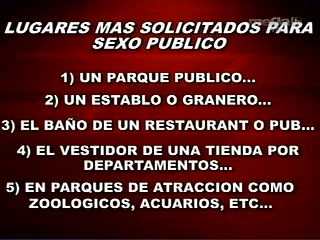 LUGARES MAS SOLICITADOS PARA
SEXO PUBLICO
1) UN PARQUE PUBLICO...
2) UN ESTABLO O GRANERO...
3) EL BAÑO DE UN RESTAURANT O PUB...
4) EL VESTIDOR DE UNA TIENDA POR
DEPARTAMENTOS...
5) EN PARQUES DE ATRACCION COMO
ZOOLOGICOS, ACUARIOS, ETC...